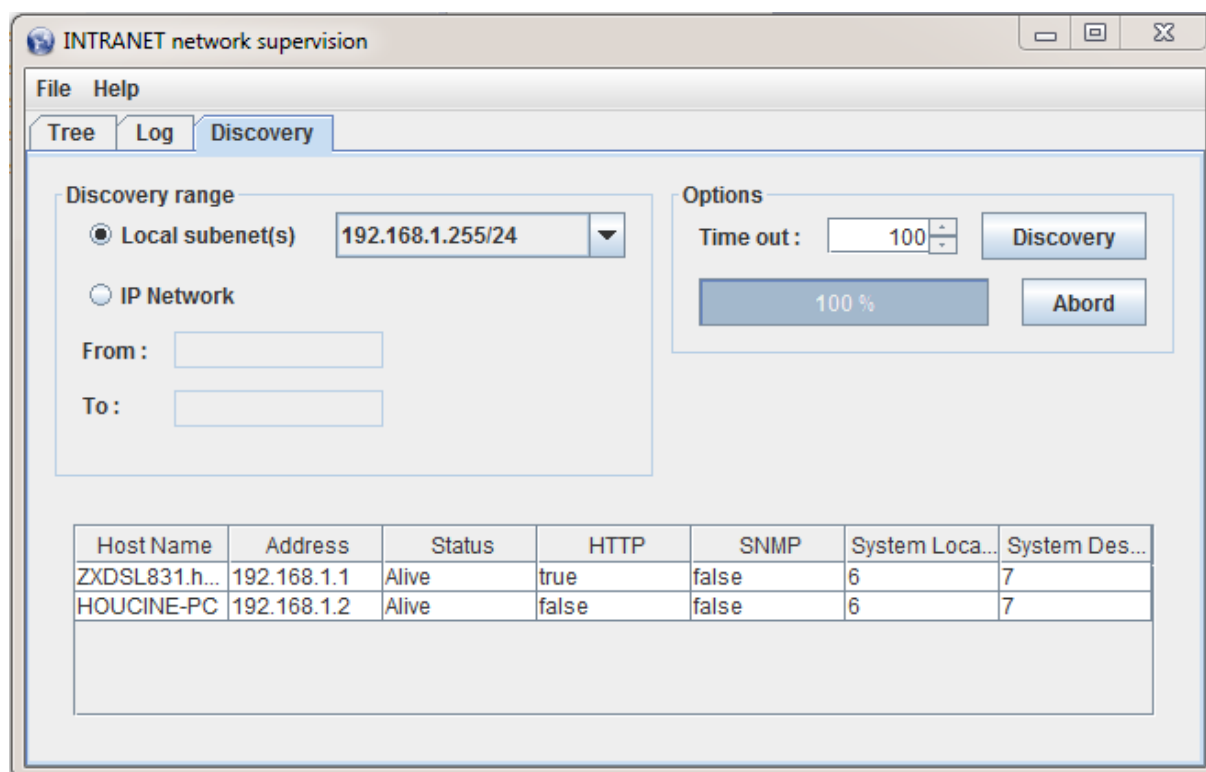 INTRANET network supervision
File Help
Tree Log Discovery
Discovery range
Local subenet(s) 192.168.1.255/24
IP Network
From :
To :
Options
Time out : 100 Discovery
100 % Abord
Host Name Address Status HTTP SNMP System Loca... System Des...
ZXDSL831.h... 192.168.1.1 Alive true false 6 7
HOUCINE-PC 192.168.1.2 Alive false false 6 7